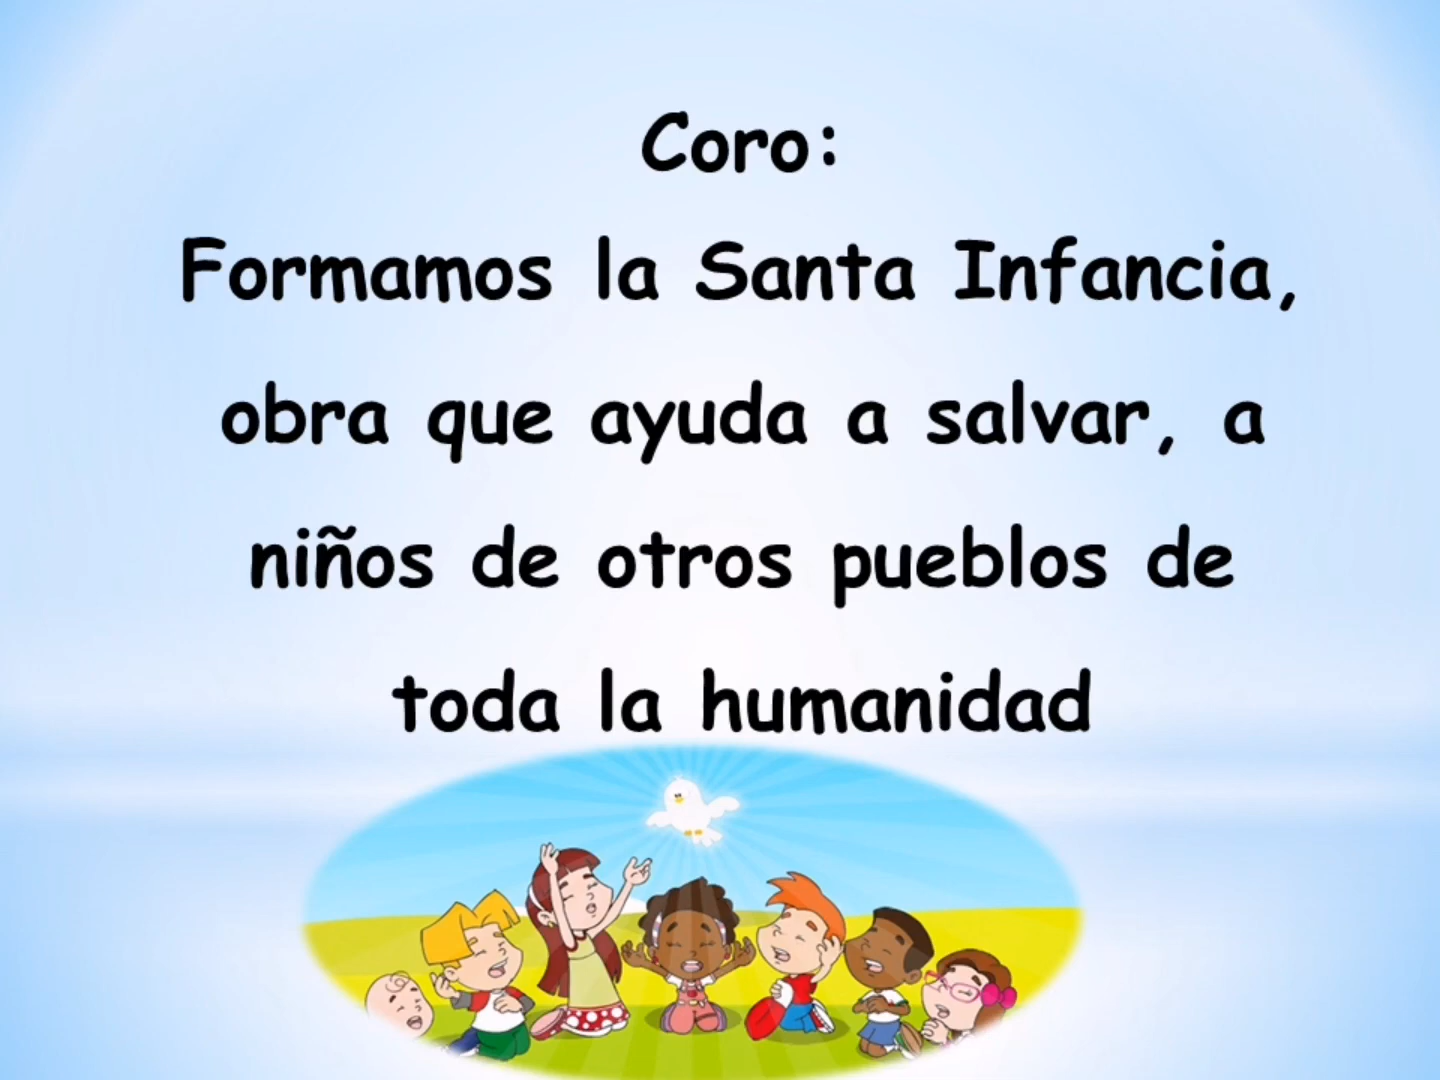 Coro:
Formamos la Santa Infancia,
obra que ayuda a salvar, a
niños de otros pueblos de
toda la humanidad